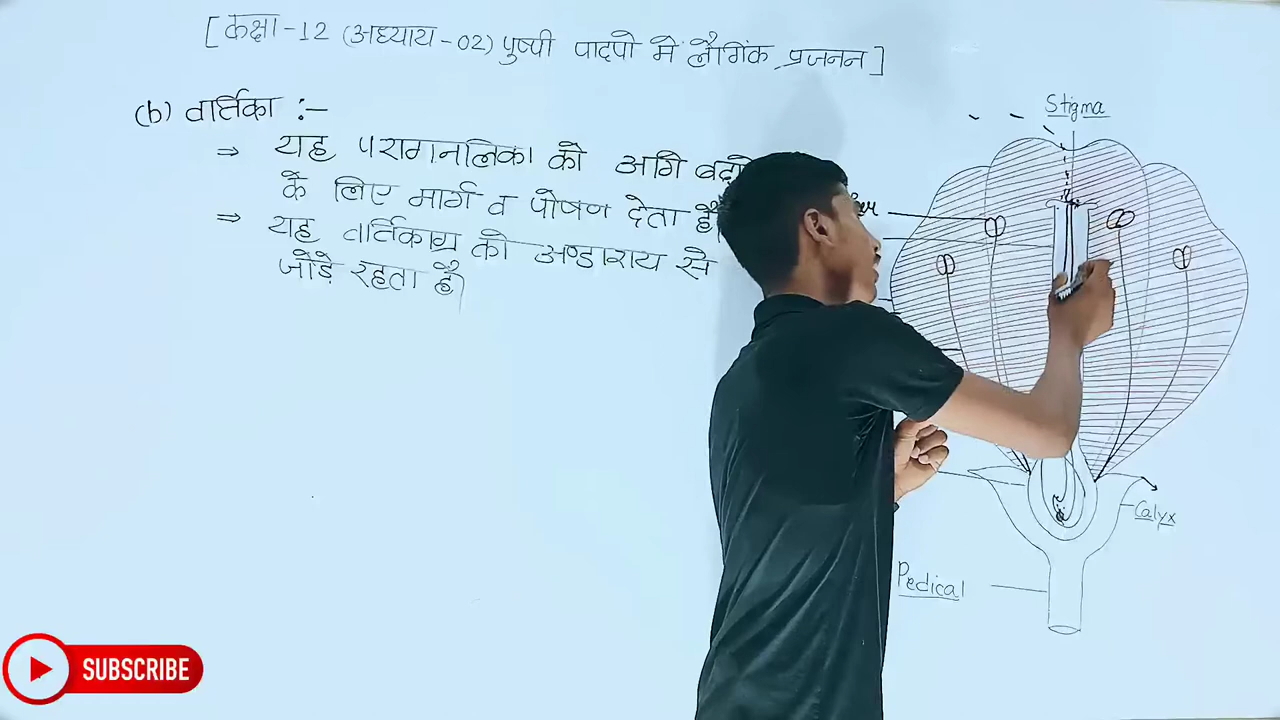 [कक्षा-12 (अध्याय-02) पुष्पी पादपो में लैगिंक प्रजनन]
(b) वर्तिका :-
⇒ यह परागनलिका को आगे
के लिए मार्ग व पोषण देता है।
⇒ यह वर्तिकाग्र को अण्डाशय से
जोड़े रहता है।
Stigma
Calyx
Pedical
SUBSCRIBE